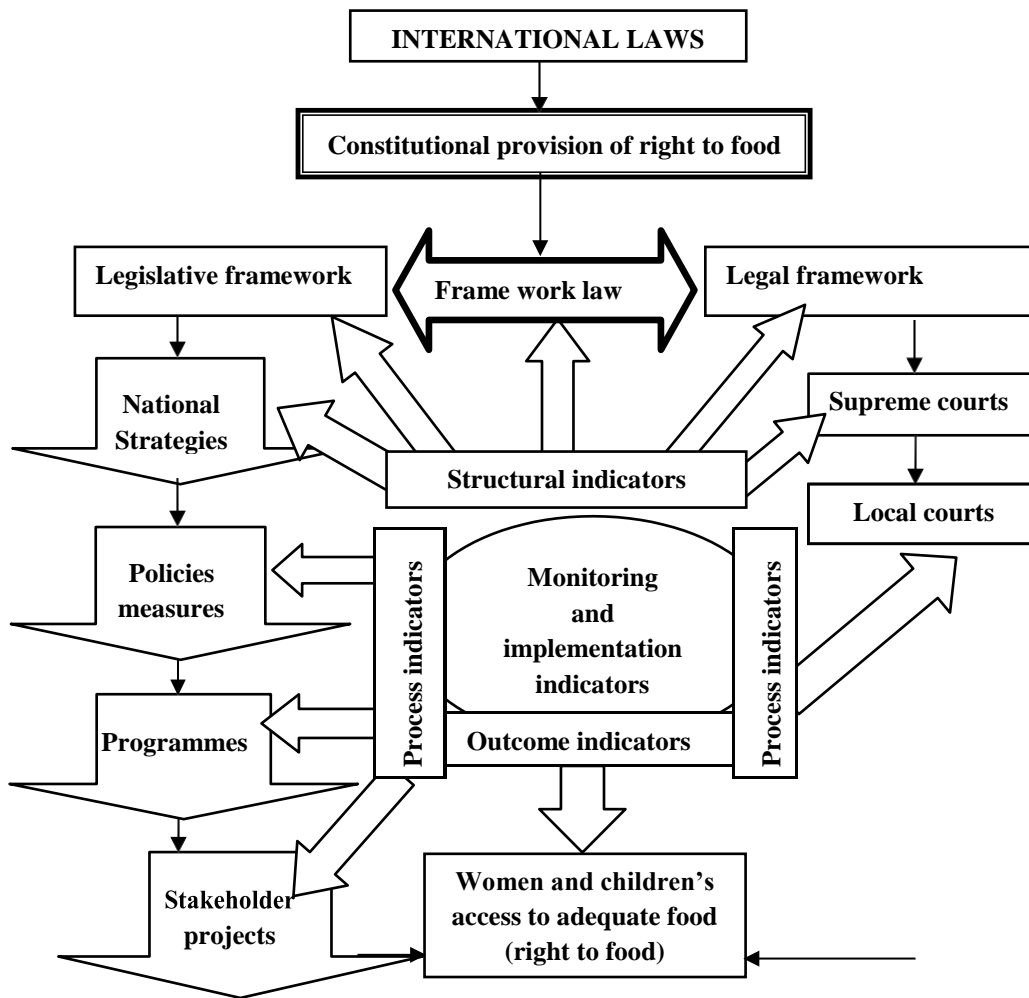 INTERNATIONAL LAWS
Constitutional provision of right to food
Legislative framework
Frame work law
Legal framework
National
Strategies
Supreme courts
Structural indicators
Local courts
Policies
measures
Process indicators
Monitoring
and
implementation
indicators
Process indicators
Programmes
Outcome indicators
Stakeholder
projects
Women and children’s
access to adequate food
(right to food)